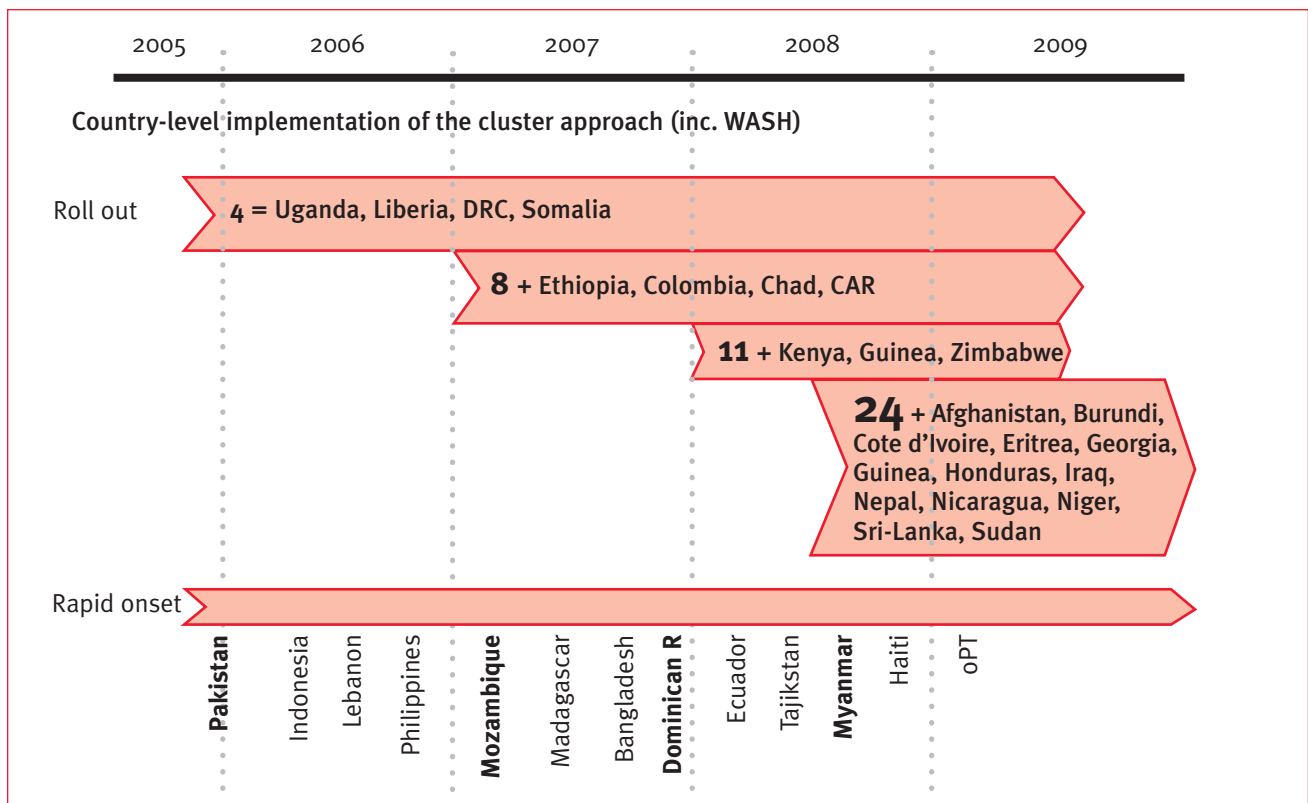 2005 2006 2007 2008 2009
Country-level implementation of the cluster approach (inc. WASH)
Roll out
4 = Uganda, Liberia, DRC, Somalia
8 + Ethiopia, Colombia, Chad, CAR
11 + Kenya, Guinea, Zimbabwe
24 + Afghanistan, Burundi,
Cote d'Ivoire, Eritrea, Georgia,
Guinea, Honduras, Iraq,
Nepal, Nicaragua, Niger,
Sri-Lanka, Sudan
Rapid onset
Pakistan
Indonesia
Lebanon
Philippines
Mozambique
Madagascar
Bangladesh
Dominican R
Ecuador
Tajikstan
Myanmar
Haiti
oPT